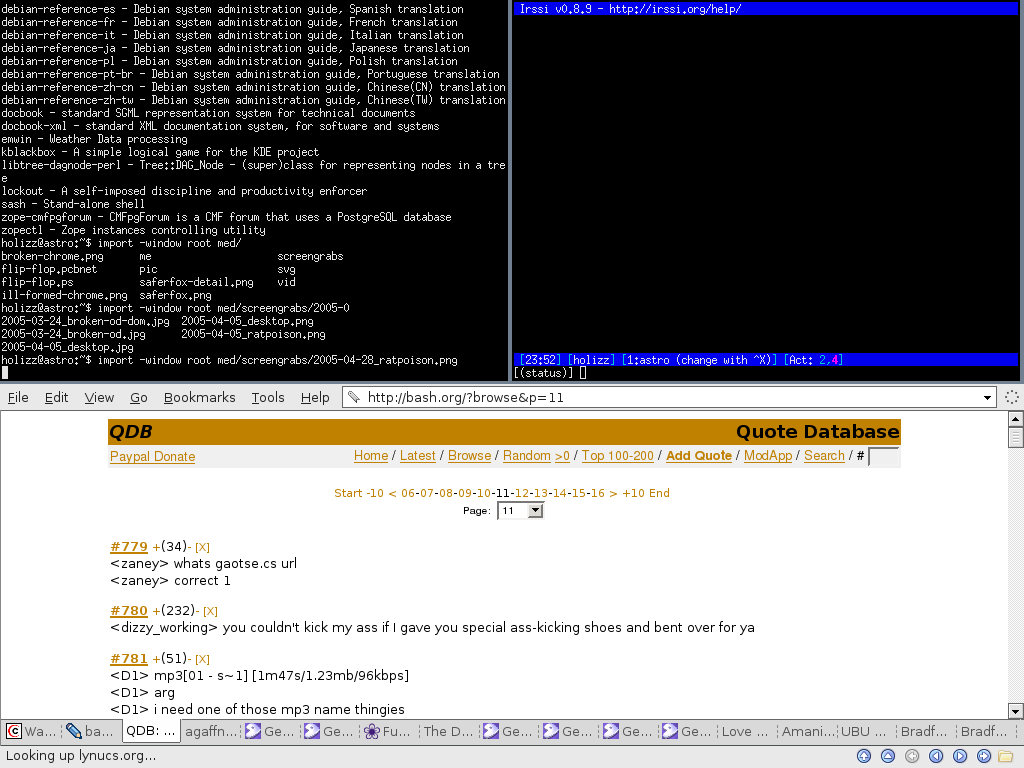 debian-reference-es - Debian system administration guide, Spanish translation
debian-reference-fr - Debian system administration guide, French translation
debian-reference-it - Debian system administration guide, Italian translation
debian-reference-ja - Debian system administration guide, Japanese translation
debian-reference-pl - Debian system administration guide, Polish translation
debian-reference-pt-br - Debian system administration guide, Portuguese translation
debian-reference-zh-cn - Debian system administration guide, Chinese(CN) translation
debian-reference-zh-tw - Debian system administration guide, Chinese(TW) translation
docbook - standard SGML representation system for technical documents
docbook-xml - standard XML documentation system, for software and systems
emwin - Weather Data processing
kblackbox - A simple logical game for the KDE project
libtree-dagnode-perl - Tree::DAG_Node - (super)class for representing nodes in a tre
e
lockout - A self-imposed discipline and productivity enforcer
sash - Stand-alone shell
zope-cmfpgforum - CMFpgForum is a CMF forum that uses a PostgreSQL database
zopectl - Zope instances controlling utility
holizz@astro:~$ import -window root med/
broken-chrome.png me screengrabs
flip-flop.pcbnet pic svg
flip-flop.ps saferfox-detail.png vid
ill-formed-chrome.png saferfox.png
holizz@astro:~$ import -window root med/screengrabs/2005-0
2005-03-24_broken-od-dom.jpg 2005-04-05_desktop.png
2005-03-24_broken-od.jpg 2005-04-05_ratpoison.png
2005-04-05_desktop.jpg
holizz@astro:~$ import -window root med/screengrabs/2005-04-28_ratpoison.png
Irssi v0.8.9 - http://irssi.org/help/
[23:52] [holizz] [1:astro (change with ^X)] [Act: 2,4]
[(status)]
File Edit View Go Bookmarks Tools Help http://bash.org/?browse&p=11
QDB Quote Database
Paypal Donate Home / Latest / Browse / Random >0 / Top 100-200 / Add Quote / ModApp / Search / #
Start -10 < 06-07-08-09-10-11-12-13-14-15-16 > +10 End
Page: 11
#779 +(34)- [X]
<zaney> whats gaotse.cs url
<zaney> correct 1
#780 +(232)- [X]
<dizzy_working> you couldn't kick my ass if I gave you special ass-kicking shoes and bent over for ya
#781 +(51)- [X]
<D1> mp3[01 - s~1] [1m47s/1.23mb/96kbps]
<D1> arg
<D1> i need one of those mp3 name thingies
Wa... ba... QDB: ... agaffn... Ge... Ge... Fu... The D... Ge... Ge... Ge... Ge... Love ... Amani... UBU ... Bradf... Bradf...
Looking up lynucs.org...